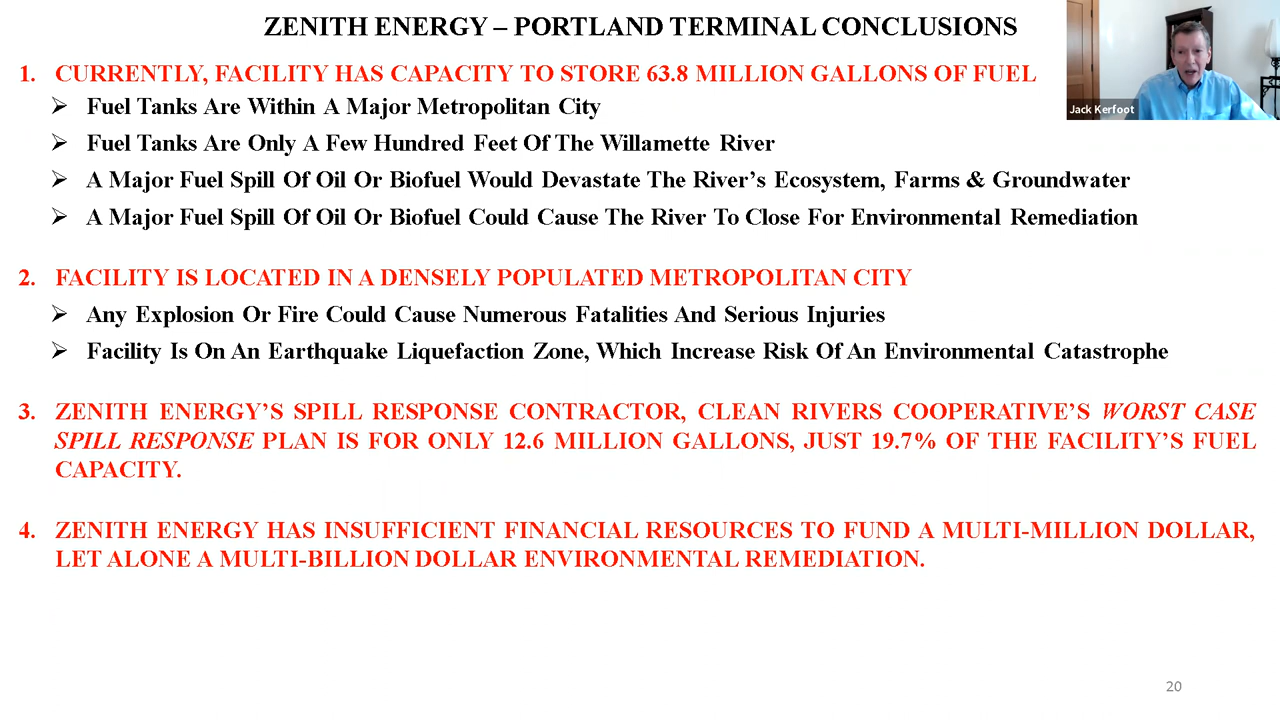 ZENITH ENERGY – PORTLAND TERMINAL CONCLUSIONS
Jack Kerfoot
1. CURRENTLY, FACILITY HAS CAPACITY TO STORE 63.8 MILLION GALLONS OF FUEL
➢ Fuel Tanks Are Within A Major Metropolitan City
➢ Fuel Tanks Are Only A Few Hundred Feet Of The Willamette River
➢ A Major Fuel Spill Of Oil Or Biofuel Would Devastate The River’s Ecosystem, Farms & Groundwater
➢ A Major Fuel Spill Of Oil Or Biofuel Could Cause The River To Close For Environmental Remediation
2. FACILITY IS LOCATED IN A DENSELY POPULATED METROPOLITAN CITY
➢ Any Explosion Or Fire Could Cause Numerous Fatalities And Serious Injuries
➢ Facility Is On An Earthquake Liquefaction Zone, Which Increase Risk Of An Environmental Catastrophe
3. ZENITH ENERGY’S SPILL RESPONSE CONTRACTOR, CLEAN RIVERS COOPERATIVE’S WORST CASE
SPILL RESPONSE PLAN IS FOR ONLY 12.6 MILLION GALLONS, JUST 19.7% OF THE FACILITY’S FUEL
CAPACITY.
4. ZENITH ENERGY HAS INSUFFICIENT FINANCIAL RESOURCES TO FUND A MULTI-MILLION DOLLAR,
LET ALONE A MULTI-BILLION DOLLAR ENVIRONMENTAL REMEDIATION.
20